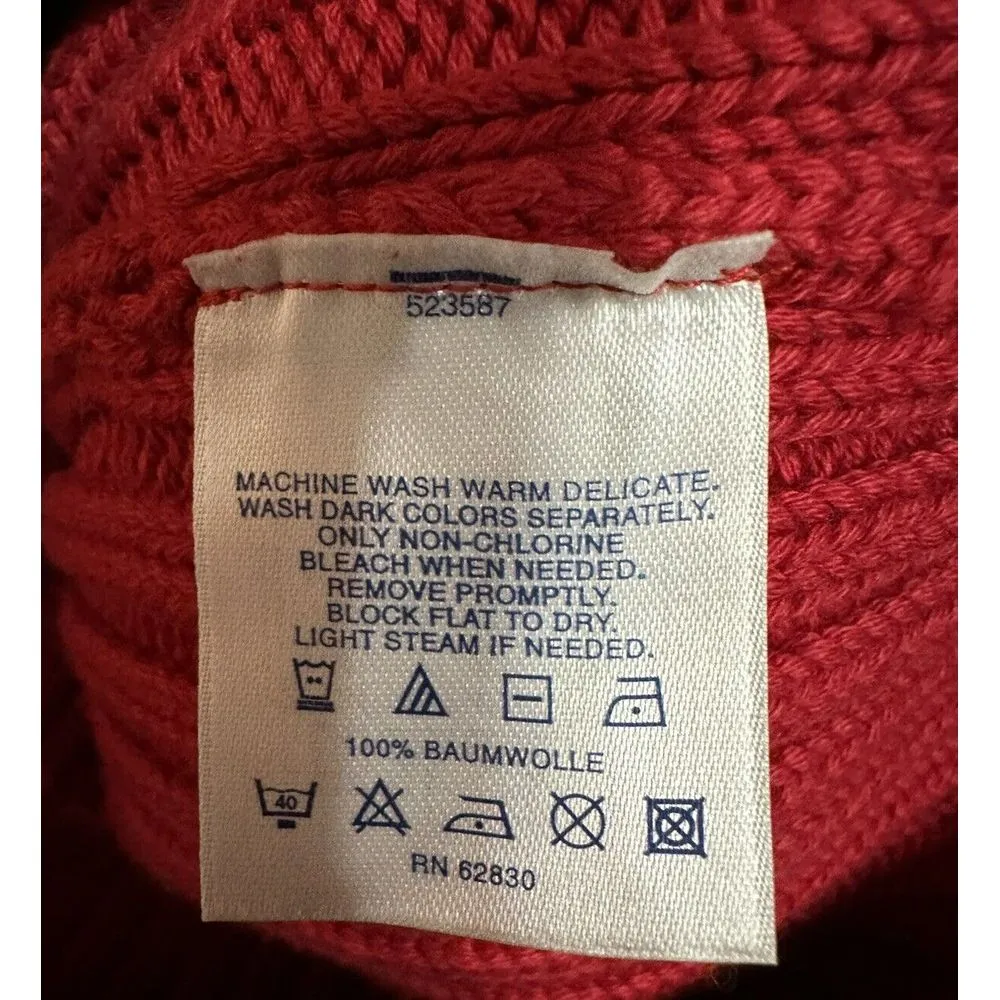 523587
MACHINE WASH WARM DELICATE.
WASH DARK COLORS SEPARATELY.
ONLY NON-CHLORINE
BLEACH WHEN NEEDED.
REMOVE PROMPTLY.
BLOCK FLAT TO DRY.
LIGHT STEAM IF NEEDED.
100% BAUMWOLLE
40
RN 62830